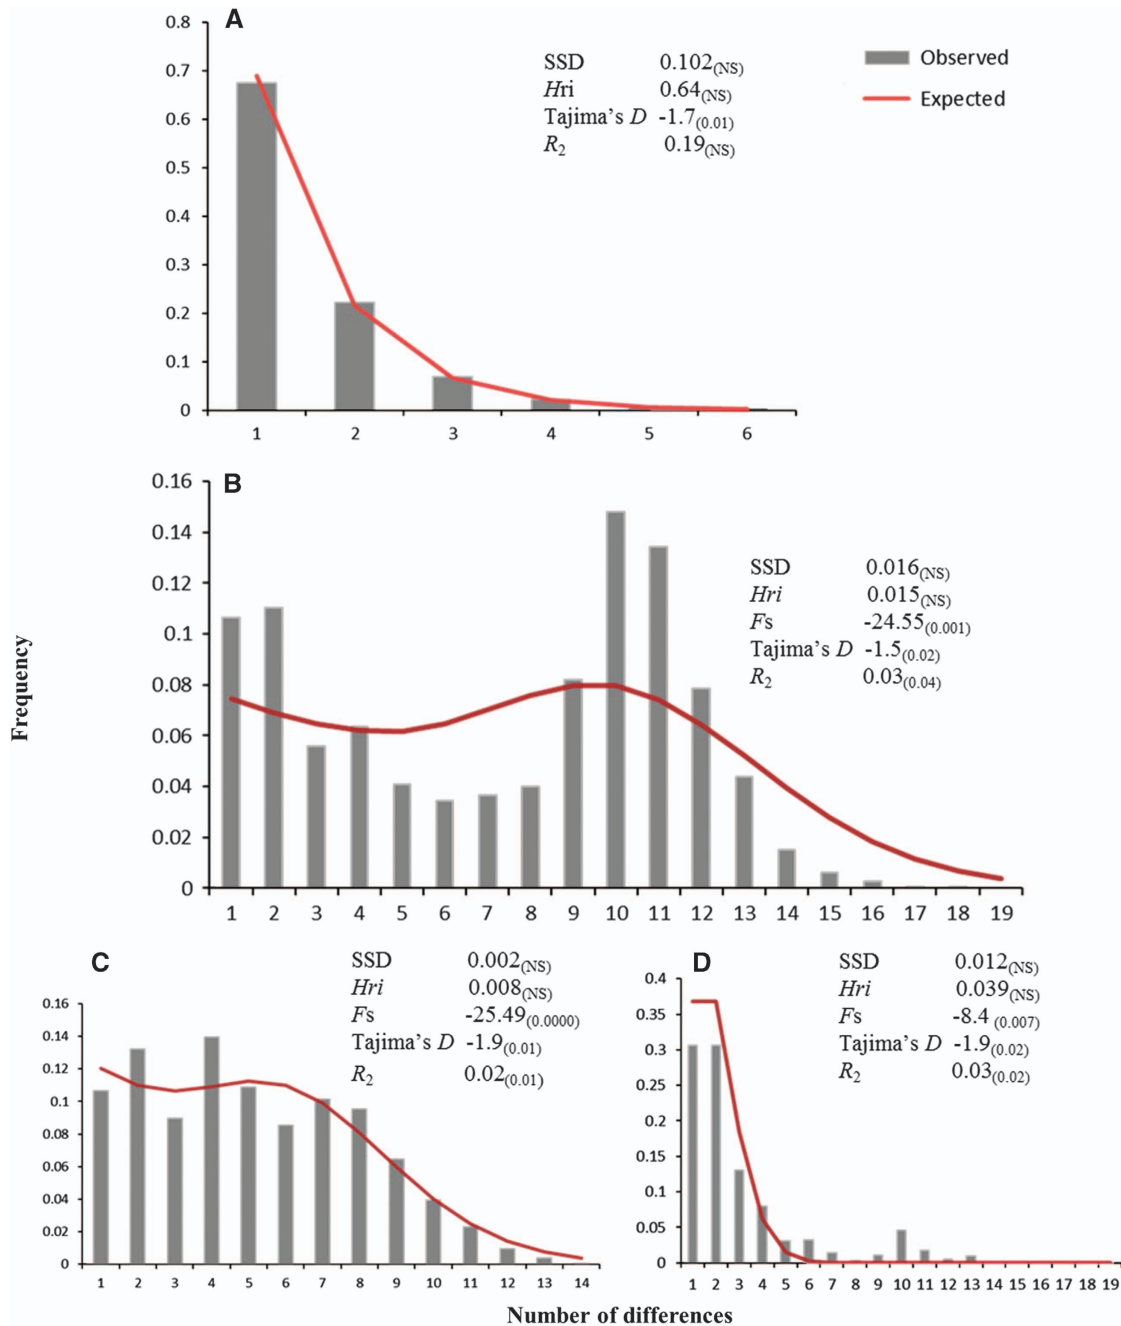 A
SSD 0.102(NS)
Hri 0.64(NS)
Tajima's D -1.7(0.01)
R2 0.19(NS)
Observed
Expected
0.8
0.7
0.6
0.5
0.4
0.3
0.2
0.1
0
1 2 3 4 5 6
B
SSD 0.016(NS)
Hri 0.015(NS)
Fs -24.55(0.001)
Tajima's D -1.5(0.02)
R2 0.03(0.04)
0.16
0.14
0.12
0.1
0.08
0.06
0.04
0.02
0
1 2 3 4 5 6 7 8 9 10 11 12 13 14 15 16 17 18 19
Frequency
C
SSD 0.002(NS)
Hri 0.008(NS)
Fs -25.49(0.0000)
Tajima's D -1.9(0.01)
R2 0.02(0.01)
0.16
0.14
0.12
0.1
0.08
0.06
0.04
0.02
0
1 2 3 4 5 6 7 8 9 10 11 12 13 14
D
SSD 0.012(NS)
Hri 0.039(NS)
Fs -8.4 (0.007)
Tajima's D -1.9(0.02)
R2 0.03(0.02)
0.4
0.35
0.3
0.25
0.2
0.15
0.1
0.05
0
1 2 3 4 5 6 7 8 9 10 11 12 13 14 15 16 17 18 19
Number of differences